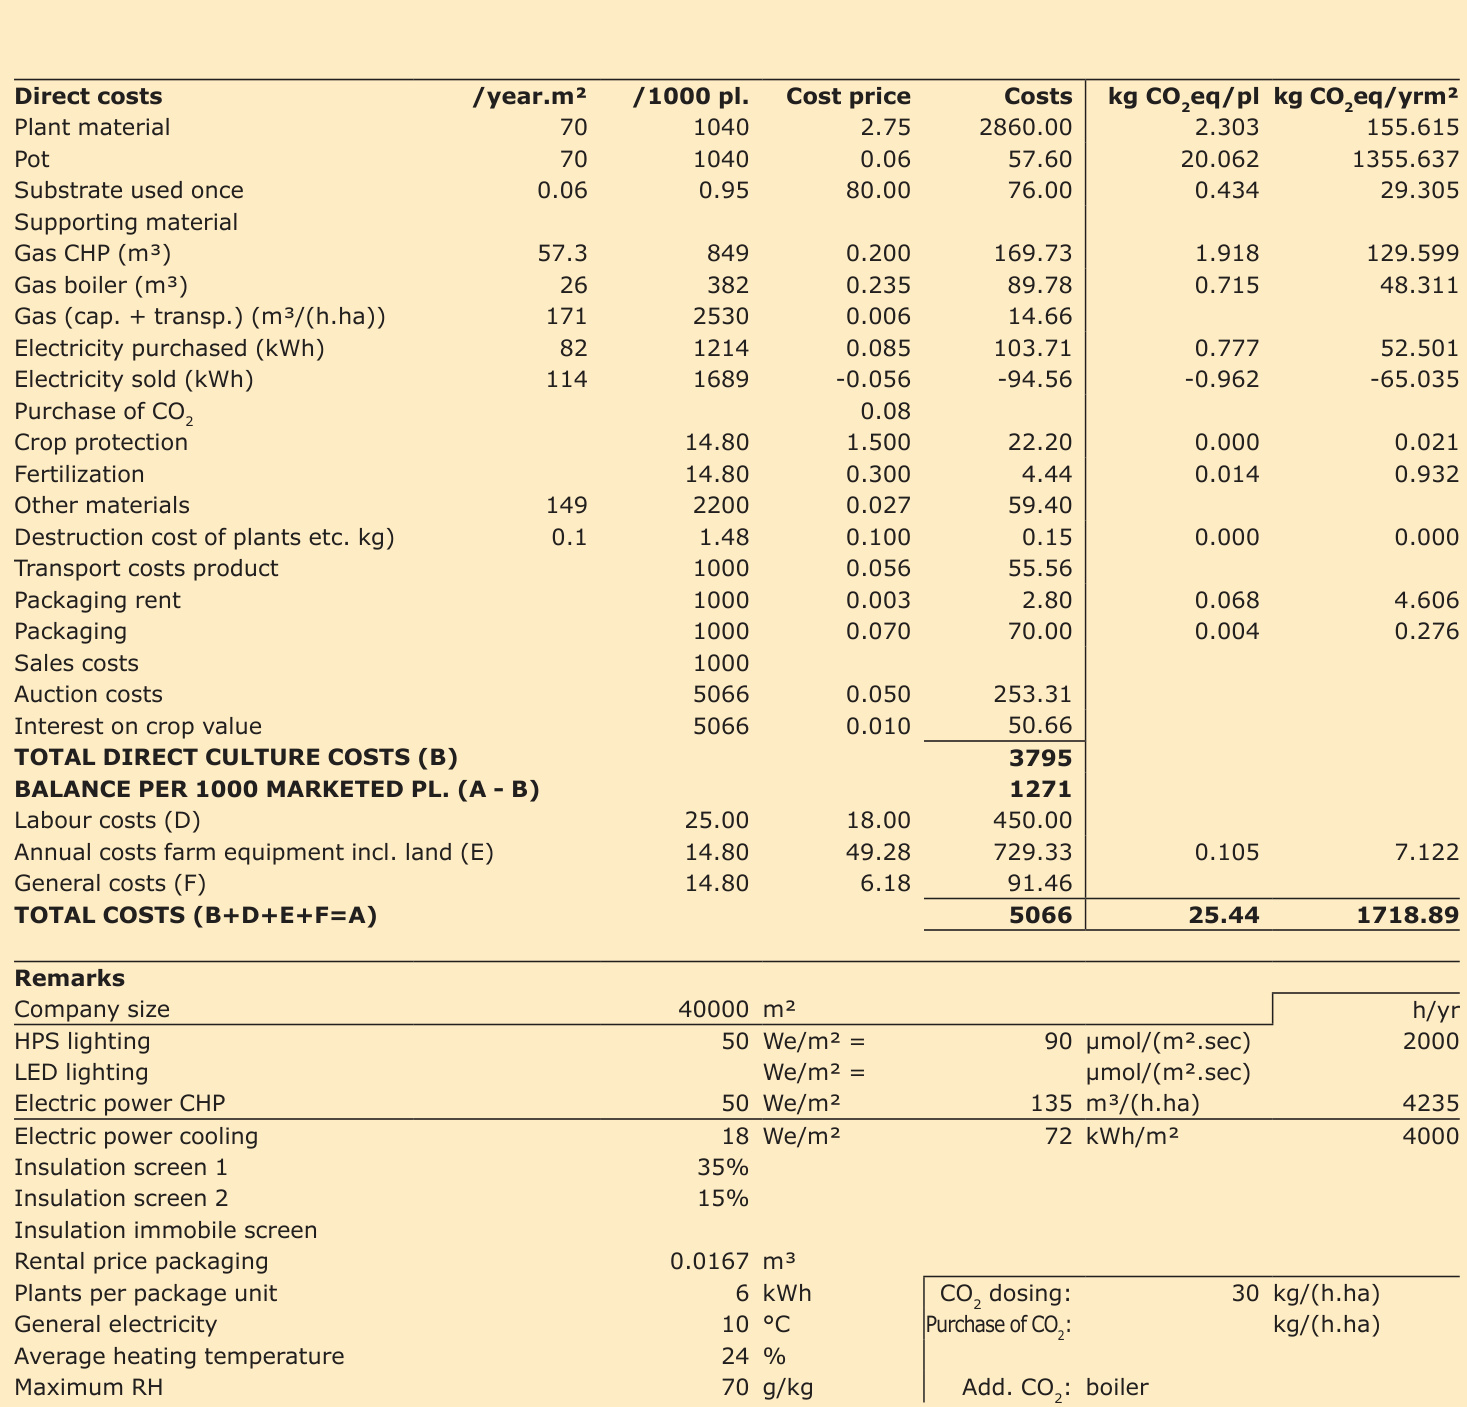 Direct costs /year.m² /1000 pl. Cost price Costs kg CO₂eq/pl kg CO₂eq/yrm²
Plant material 70 1040 2.75 2860.00 2.303 155.615
Pot 70 1040 0.06 57.60 20.062 1355.637
Substrate used once 0.06 0.95 80.00 76.00 0.434 29.305
Supporting material
Gas CHP (m³) 57.3 849 0.200 169.73 1.918 129.599
Gas boiler (m³) 26 382 0.235 89.78 0.715 48.311
Gas (cap. + transp.) (m³/(h.ha)) 171 2530 0.006 14.66
Electricity purchased (kWh) 82 1214 0.085 103.71 0.777 52.501
Electricity sold (kWh) 114 1689 -0.056 -94.56 -0.962 -65.035
Purchase of CO₂ 0.08
Crop protection 14.80 1.500 22.20 0.000 0.021
Fertilization 14.80 0.300 4.44 0.014 0.932
Other materials 149 2200 0.027 59.40
Destruction cost of plants etc. kg) 0.1 1.48 0.100 0.15 0.000 0.000
Transport costs product 1000 0.056 55.56
Packaging rent 1000 0.003 2.80 0.068 4.606
Packaging 1000 0.070 70.00 0.004 0.276
Sales costs 1000
Auction costs 5066 0.050 253.31
Interest on crop value 5066 0.010 50.66
TOTAL DIRECT CULTURE COSTS (B) 3795
BALANCE PER 1000 MARKETED PL. (A - B) 1271
Labour costs (D) 25.00 18.00 450.00
Annual costs farm equipment incl. land (E) 14.80 49.28 729.33 0.105 7.122
General costs (F) 14.80 6.18 91.46
TOTAL COSTS (B+D+E+F=A) 5066 25.44 1718.89
Remarks
Company size 40000 m² h/yr
HPS lighting 50 We/m² = 90 µmol/(m².sec) 2000
LED lighting We/m² = µmol/(m².sec)
Electric power CHP 50 We/m² 135 m³/(h.ha) 4235
Electric power cooling 18 We/m² 72 kWh/m² 4000
Insulation screen 1 35%
Insulation screen 2 15%
Insulation immobile screen
Rental price packaging 0.0167 m³
Plants per package unit 6 kWh CO₂ dosing: 30 kg/(h.ha)
General electricity 10 °C Purchase of CO₂: kg/(h.ha)
Average heating temperature 24 %
Maximum RH 70 g/kg Add. CO₂: boiler